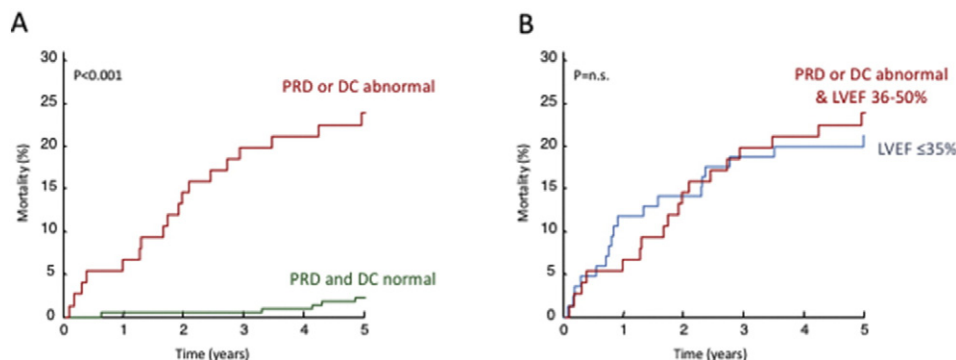 A
30
25
20
15
10
5
0
Mortality (%)
P<0.001
PRD or DC abnormal
PRD and DC normal
0 1 2 3 4 5
Time (years)
B
30
25
20
15
10
5
0
Mortality (%)
P=n.s.
PRD or DC abnormal
& LVEF 36-50%
LVEF ≤35%
0 1 2 3 4 5
Time (years)